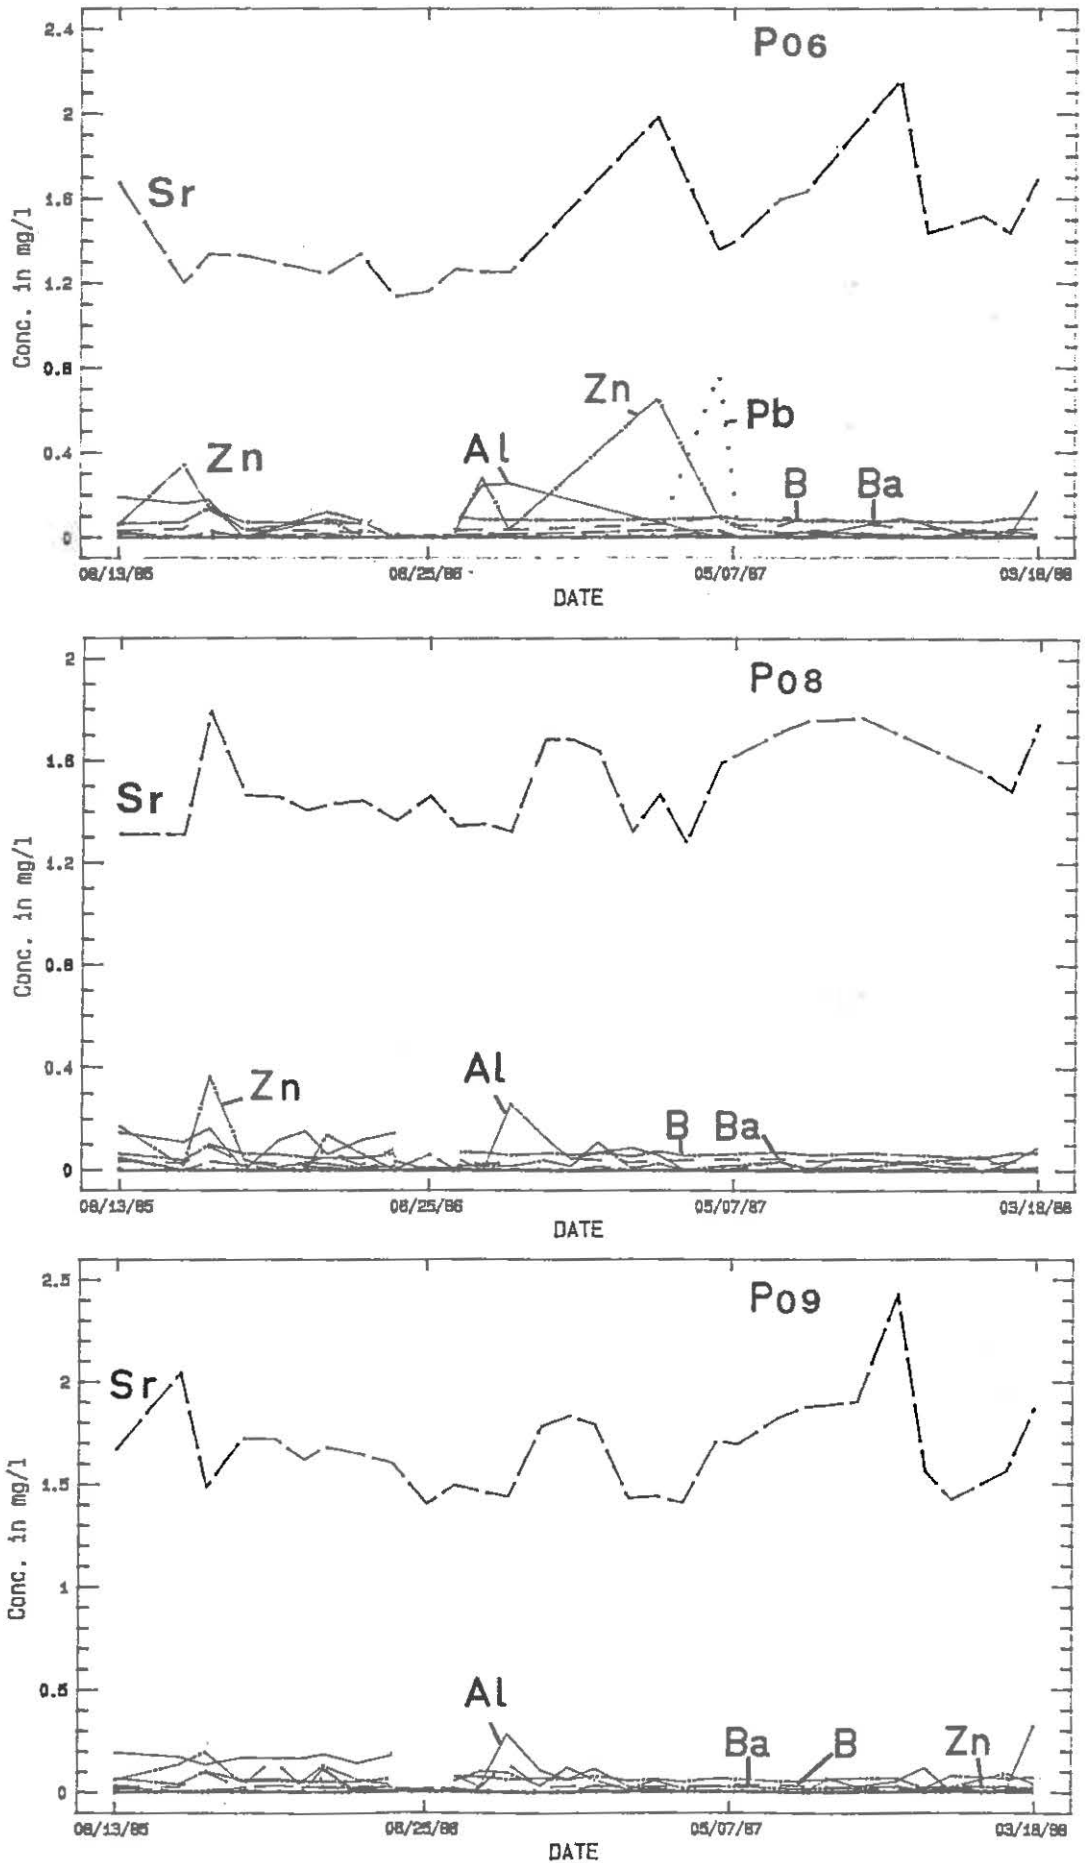 2.4
Po6
2
Sr
1.6
Conc. in mg/l
1.2
0.8
Zn
Pb
Al
Zn
0.4
B
Ba
0
08/13/85
06/25/86
05/07/87
03/18/88
DATE
2
Po8
1.6
Sr
Conc. in mg/l
1.2
0.8
0.4
Al
Zn
B
Ba
0
08/13/85
06/25/86
05/07/87
03/18/88
DATE
2.5
Po9
2
Sr
1.5
Conc. in mg/l
1
0.5
Al
Ba
B
Zn
0
08/13/85
06/25/86
05/07/87
03/18/88
DATE